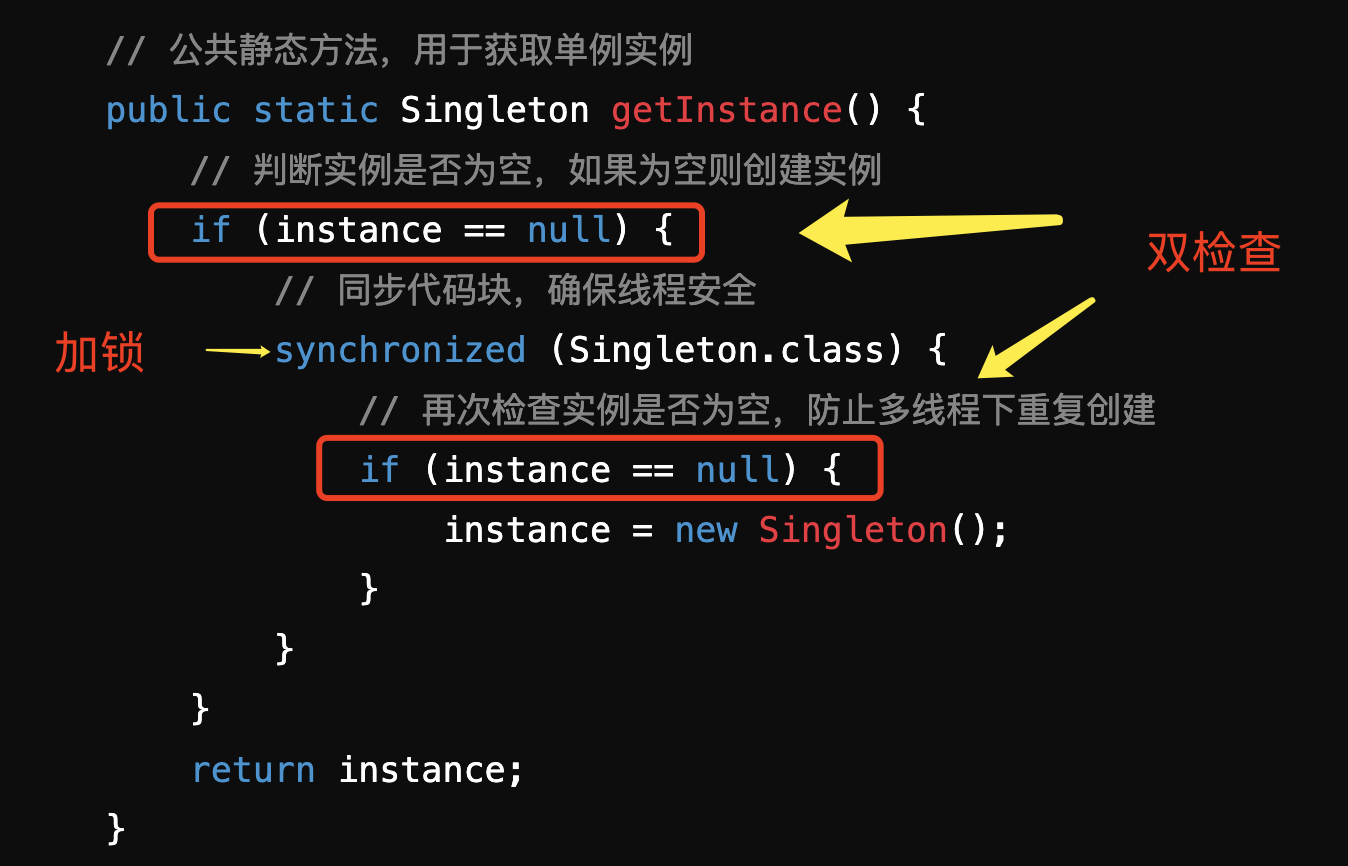 // 公共静态方法，用于获取单例实例
public static Singleton getInstance() {
// 判断实例是否为空，如果为空则创建实例
if (instance == null) {
双检查
// 同步代码块，确保线程安全
加锁
synchronized (Singleton.class) {
// 再次检查实例是否为空，防止多线程下重复创建
if (instance == null) {
instance = new Singleton();
}
}
}
return instance;
}